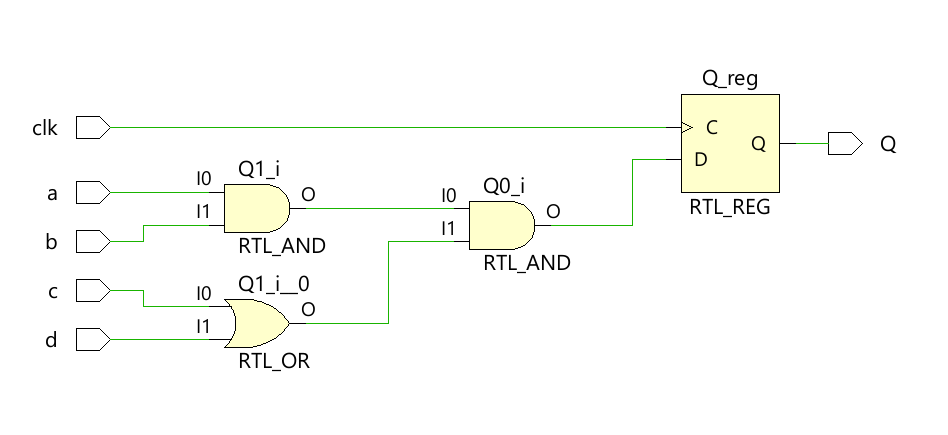 Q_reg
clk
C
Q
Q
D
RTL_REG
a
I0
Q1_i
O
I1
b
RTL_AND
Q0_i
I0
O
I1
RTL_AND
c
I0
Q1_i__0
O
I1
d
RTL_OR